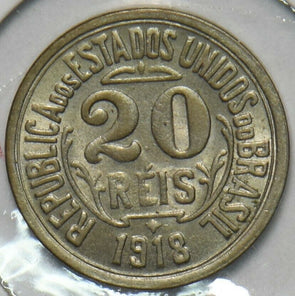 REPUBLICA DOS ESTADOS UNIDOS DO BRASIL
20
RÉIS
1918